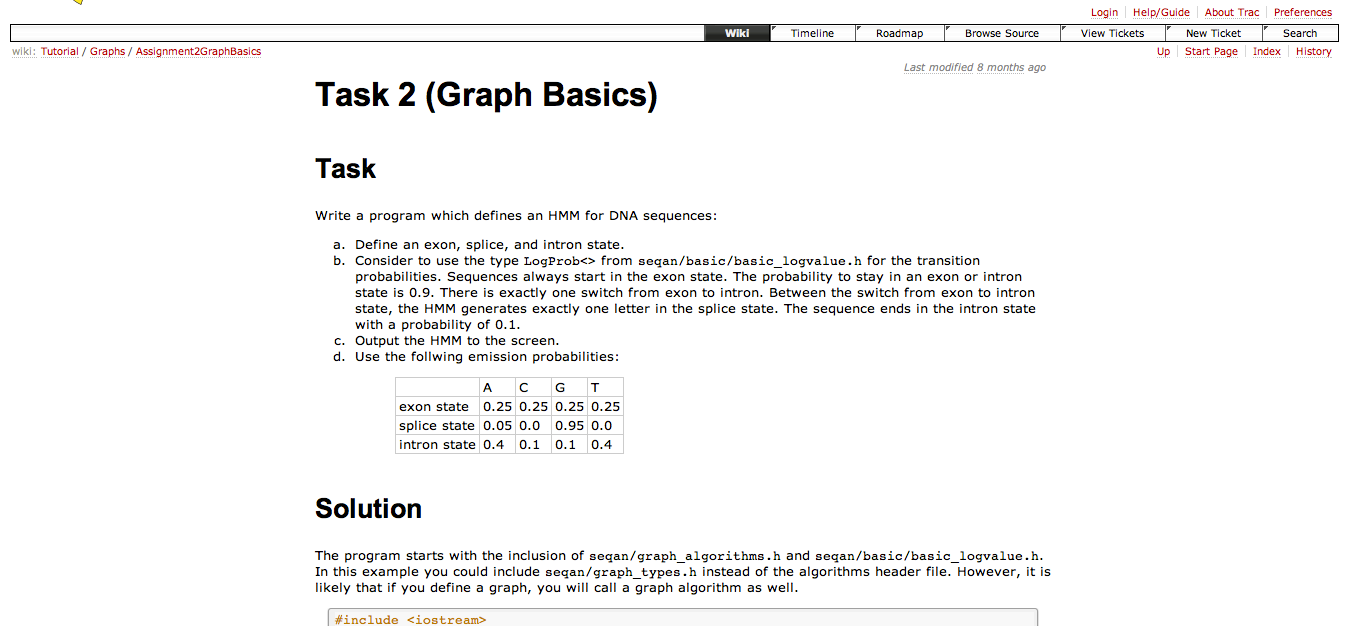 Login Help/Guide About Trac Preferences
Wiki Timeline Roadmap Browse Source View Tickets New Ticket Search
wiki: Tutorial / Graphs / Assignment2GraphBasics Up Start Page Index History
Last modified 8 months ago
Task 2 (Graph Basics)
Task
Write a program which defines an HMM for DNA sequences:
a. Define an exon, splice, and intron state.
b. Consider to use the type LogProb<> from seqan/basic/basic_logvalue.h for the transition
probabilities. Sequences always start in the exon state. The probability to stay in an exon or intron
state is 0.9. There is exactly one switch from exon to intron. Between the switch from exon to intron
state, the HMM generates exactly one letter in the splice state. The sequence ends in the intron state
with a probability of 0.1.
c. Output the HMM to the screen.
d. Use the follwing emission probabilities:
A C G T
exon state 0.25 0.25 0.25 0.25
splice state 0.05 0.0 0.95 0.0
intron state 0.4 0.1 0.1 0.4
Solution
The program starts with the inclusion of seqan/graph_algorithms.h and seqan/basic/basic_logvalue.h.
In this example you could include seqan/graph_types.h instead of the algorithms header file. However, it is
likely that if you define a graph, you will call a graph algorithm as well.
#include <iostream>